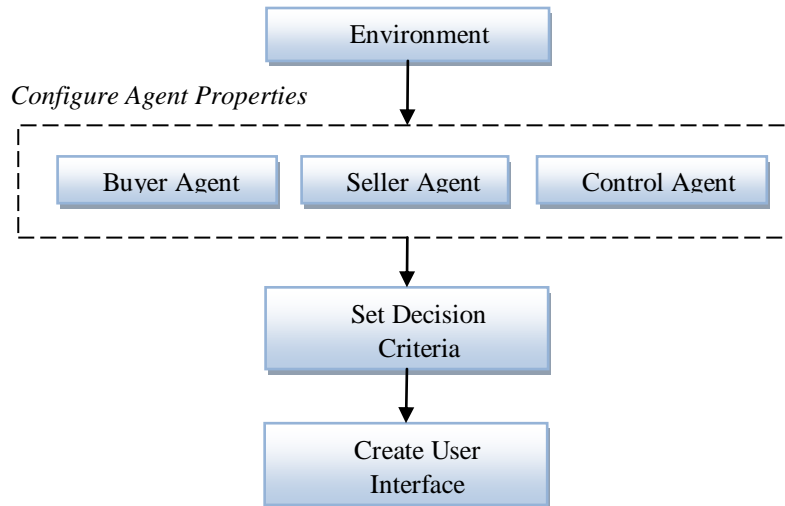 Environment
Configure Agent Properties
Buyer Agent
Seller Agent
Control Agent
Set Decision
Criteria
Create User
Interface